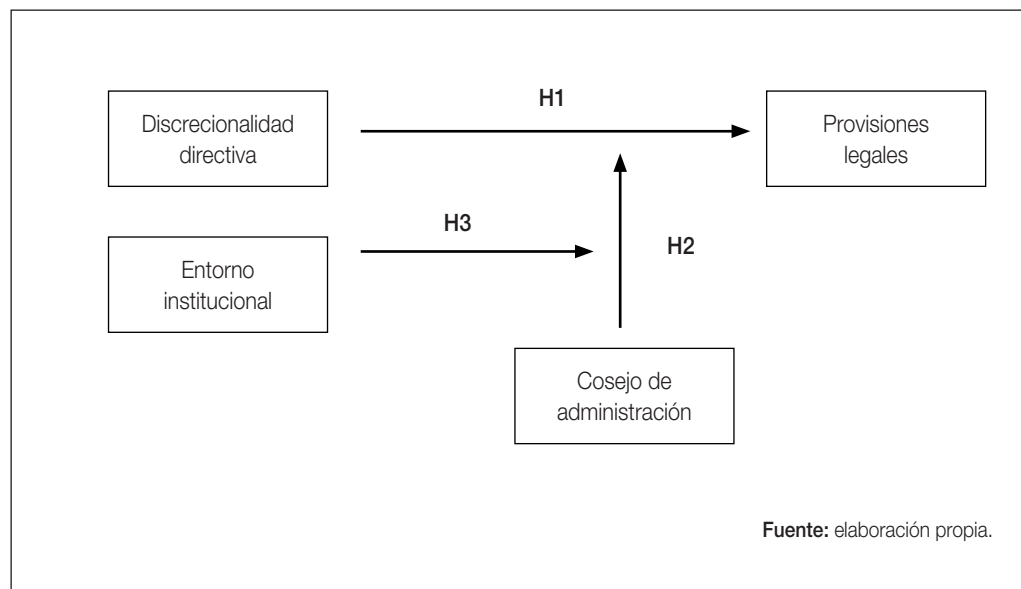 H1
Discrecionalidad
directiva
Provisiones
legales
H3
H2
Entorno
institucional
Cosejo de
administración
Fuente: elaboración propia.